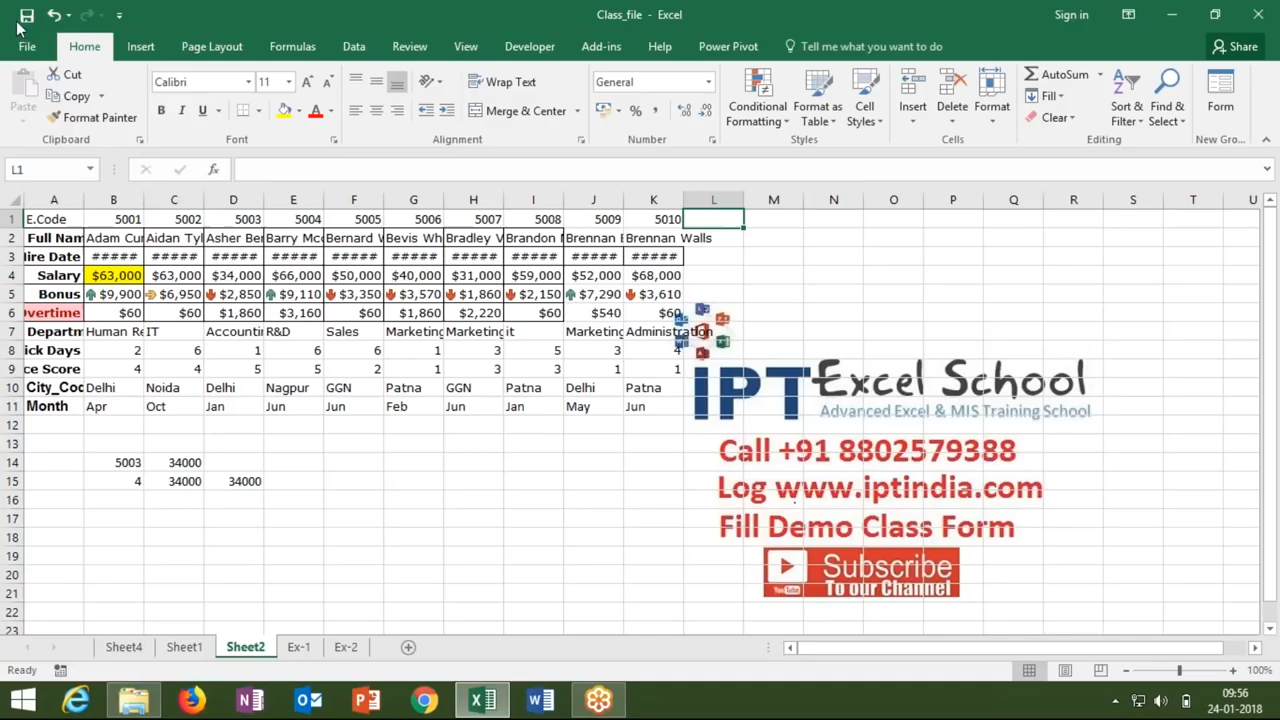 Class_file - Excel
Sign in
File Home Insert Page Layout Formulas Data Review View Developer Add-ins Help Power Pivot Tell me what you want to do Share
Paste Cut Copy Format Painter
Calibri 11 B I U
Wrap Text Merge & Center
General %
Conditional Formatting Format as Table Cell Styles
Insert Delete Format
AutoSum Fill Clear Sort & Filter Find & Select
Form
Clipboard Font Alignment Number Styles Cells Editing New Gro...
L1 fx
A B C D E F G H I J K L M N O P Q R S T U
1 E.Code 5001 5002 5003 5004 5005 5006 5007 5008 5009 5010
2 Full Nam Adam Cur Aidan Tyl Asher Ber Barry Mcc Bernard W Bevis Wh Bradley V Brandon Brennan Brennan Walls
3 ire Date ##### ##### ##### ##### ##### ##### ##### ##### ##### #####
4 Salary $63,000 $63,000 $34,000 $66,000 $50,000 $40,000 $31,000 $59,000 $52,000 $68,000
5 Bonus $9,900 $6,950 $2,850 $9,110 $3,350 $3,570 $1,860 $2,150 $7,290 $3,610
6 vertime $60 $60 $1,860 $3,160 $60 $1,860 $2,220 $60 $540 $60
7 Departm Human Re IT Accountin R&D Sales Marketing Marketing it Marketing Administration
8 ick Days 2 6 1 6 6 1 3 5 3 4
9 ce Score 4 4 5 5 2 1 3 3 1 1
10 City_Cod Delhi Noida Delhi Nagpur GGN Patna GGN Patna Delhi Patna
11 Month Apr Oct Jan Jun Jun Feb Jun Jan May Jun
12
13
14 5003 34000
15 4 34000 34000
16
17
18
19
20
21
22
23
IPT Excel School
Advanced Excel & MIS Training School
Call +91 8802579388
Log www.iptindia.com
Fill Demo Class Form
YouTube Subscribe
To our Channel
Sheet4 Sheet1 Sheet2 Ex-1 Ex-2
Ready 100%
09:56
24-01-2018